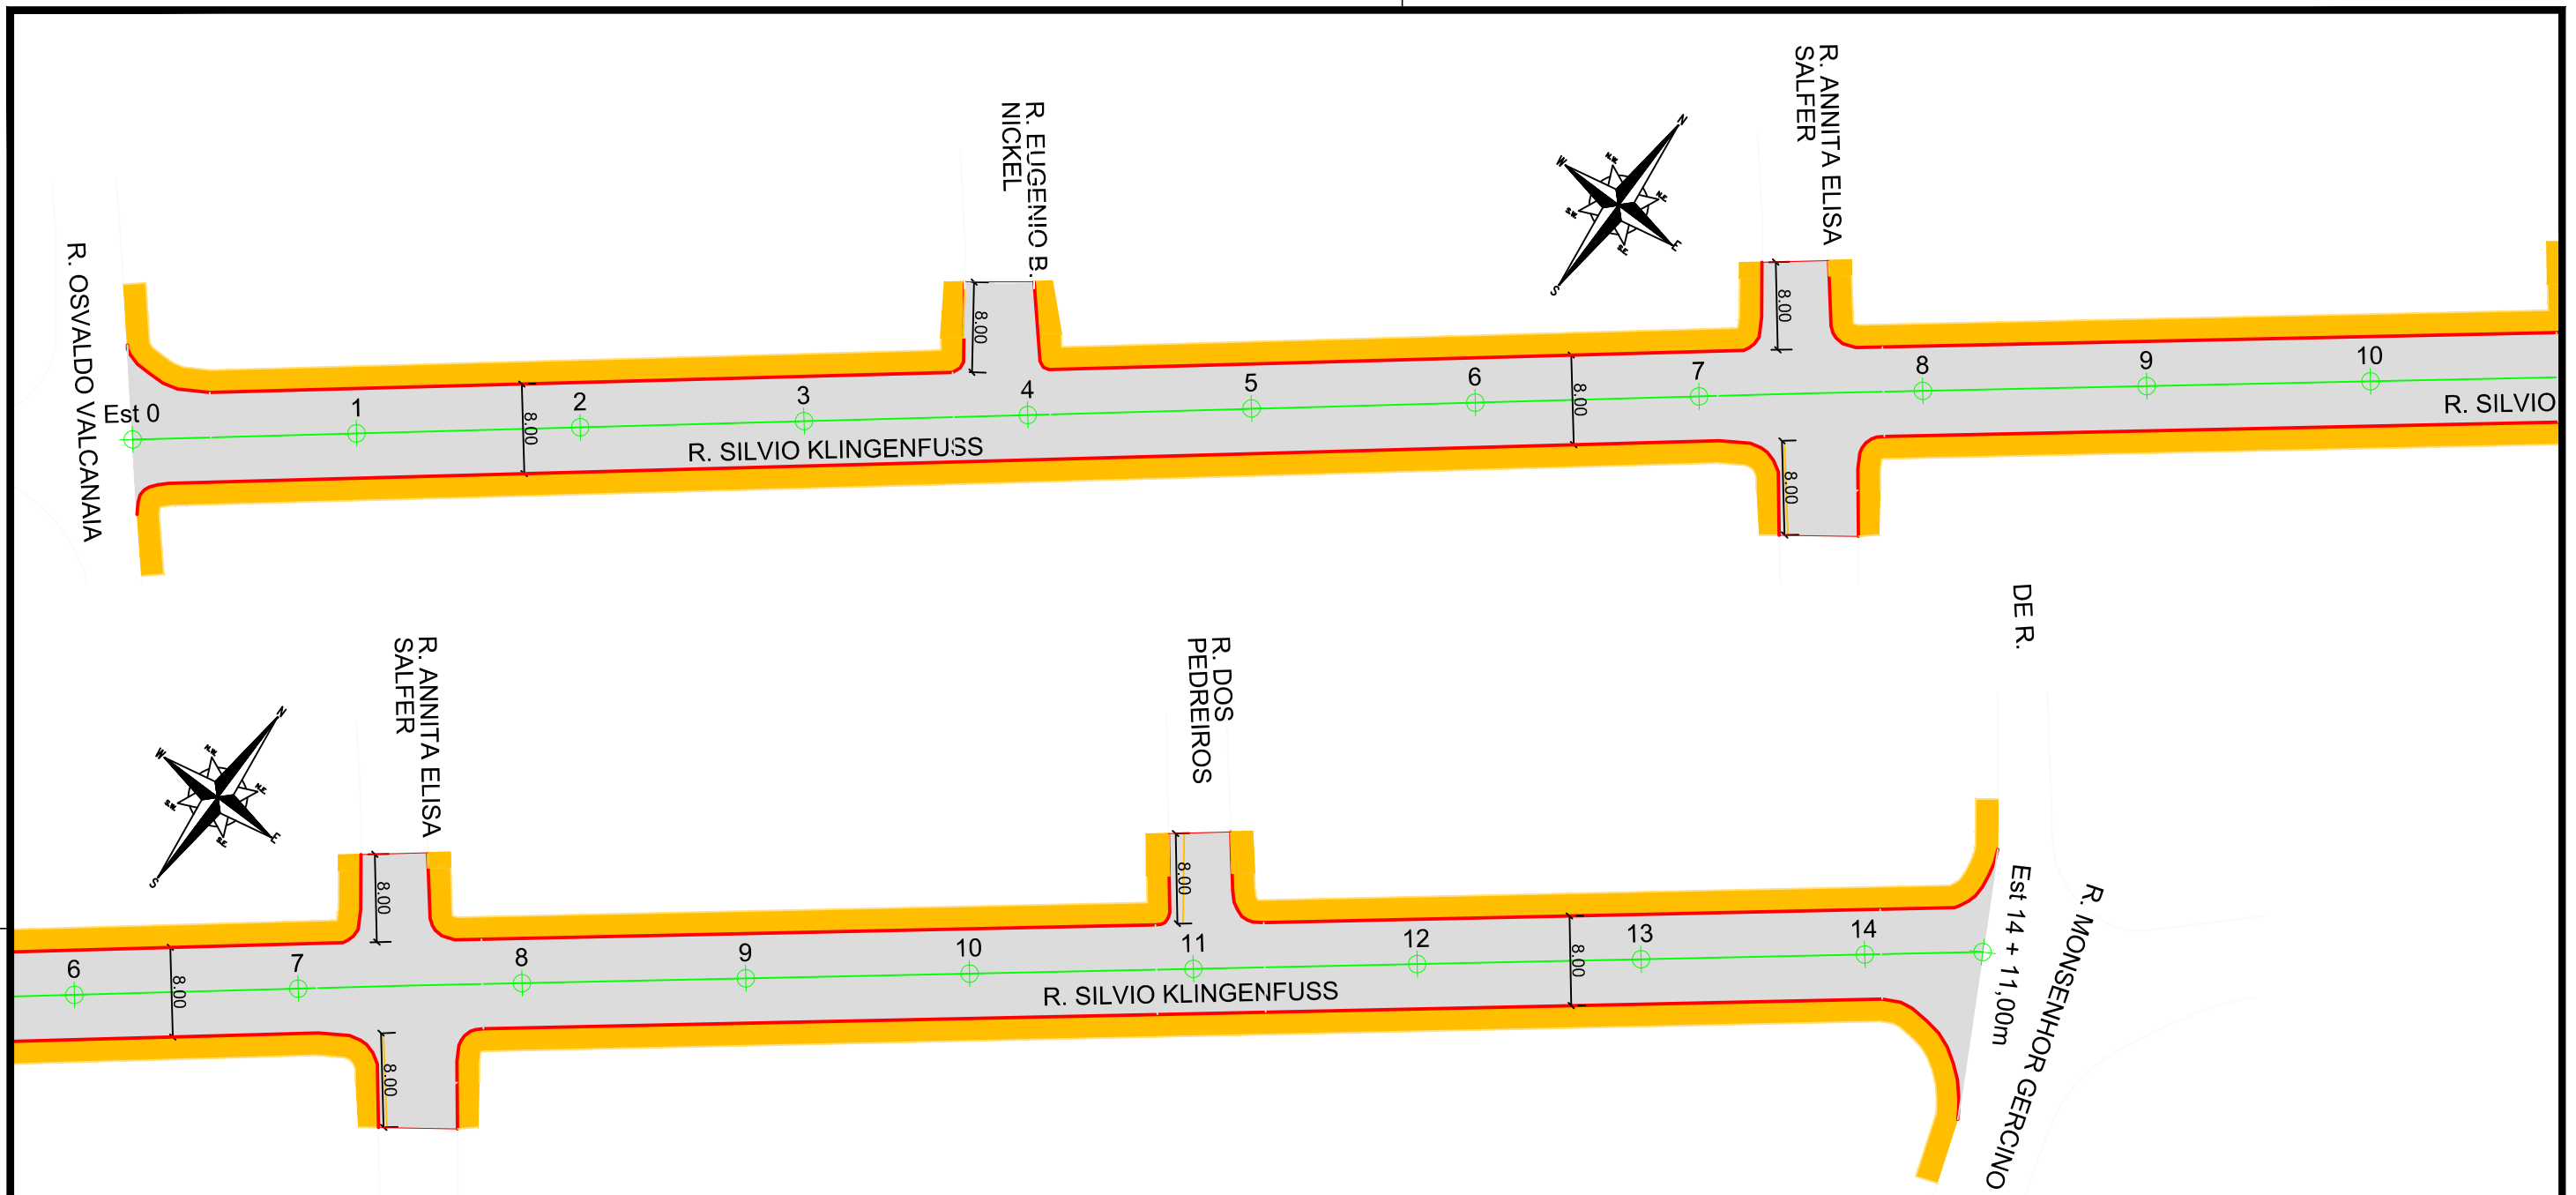 R. ANNITA ELISA
SALFER
R. EUGENIO B.
NICKEL
N
N.W.
W
N.E.
S.W.
E
S.E.
S
R. OSVALDO VALCANAIA
8.00
8.00
Est 0
1
2
3
4
5
6
7
8
9
10
8.00
8.00
R. SILVIO KLINGENFUSS
R. SILVIO
8.00
DE R.
R. ANNITA ELISA
SALFER
R. DOS
PEDREIROS
N
N.W.
W
N.E.
S.W.
E
S.E.
S
8.00
8.00
6
7
8
9
10
11
12
13
14
8.00
8.00
R. SILVIO KLINGENFUSS
8.00
Est 14 + 11,00m
R. MONSENHOR GERCINO